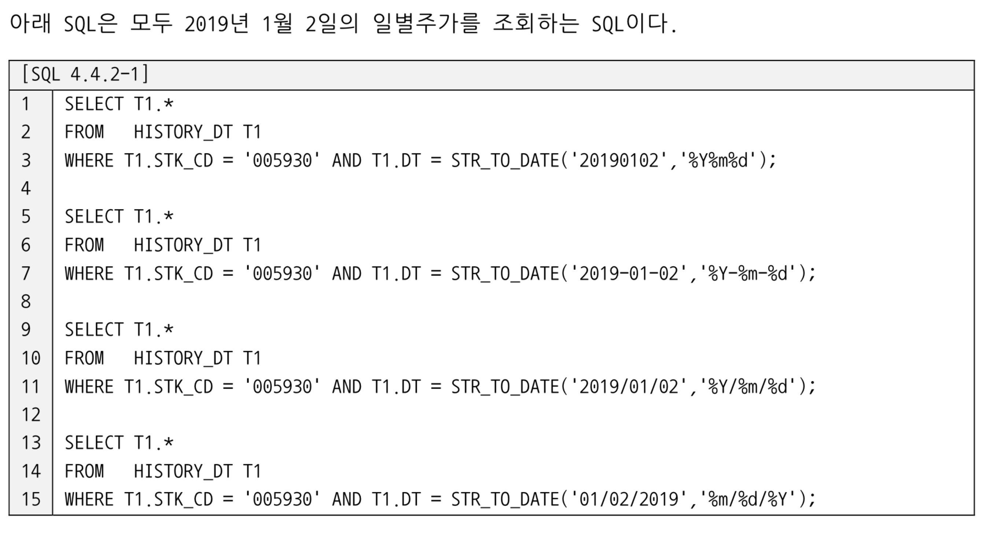 아래 SQL은 모두 2019년 1월 2일의 일별주가를 조회하는 SQL이다.
[SQL 4.4.2-1]
1 SELECT T1.*
2 FROM   HISTORY_DT T1
3 WHERE T1.STK_CD = '005930' AND T1.DT = STR_TO_DATE('20190102','%Y%m%d');
4
5 SELECT T1.*
6 FROM   HISTORY_DT T1
7 WHERE T1.STK_CD = '005930' AND T1.DT = STR_TO_DATE('2019-01-02','%Y-%m-%d');
8
9 SELECT T1.*
10 FROM   HISTORY_DT T1
11 WHERE T1.STK_CD = '005930' AND T1.DT = STR_TO_DATE('2019/01/02','%Y/%m/%d');
12
13 SELECT T1.*
14 FROM   HISTORY_DT T1
15 WHERE T1.STK_CD = '005930' AND T1.DT = STR_TO_DATE('01/02/2019','%m/%d/%Y');